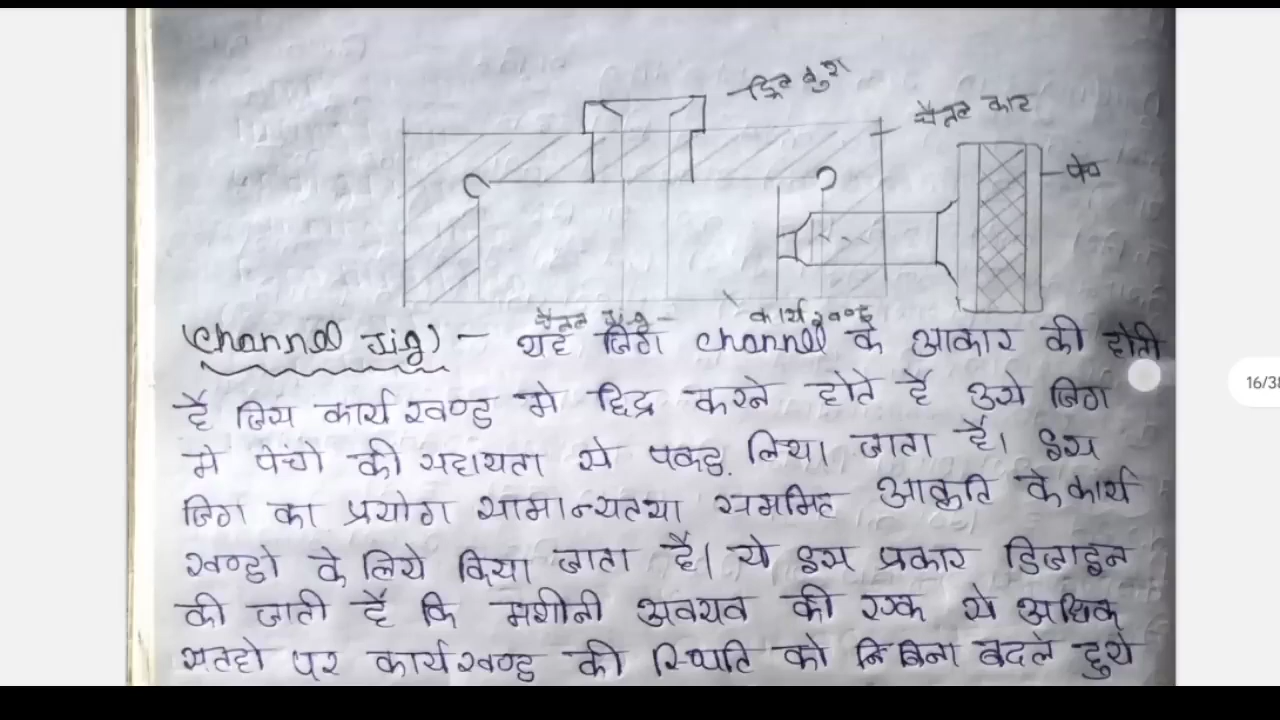 ड्रिल बुश
चैनल काट
पेंच
चैनल जिग -
कार्यखण्ड
(Channel Jig) - यह जिग channel के आकार की होती
है जिस कार्यखण्ड मे छिद्र करने होते है उसे जिग
मे पेचो की सहायता से पकड़ लिया जाता है। इस
जिग का प्रयोग सामान्यतया सममित आकृति के कार्य
खण्डो के लिये किया जाता है। ये इस प्रकार डिजाइन
की जाती है कि मशीनी अवयव की एक से अधिक
सतहो पर कार्यखण्ड की स्थिति को बिना बदले हुये
16/38